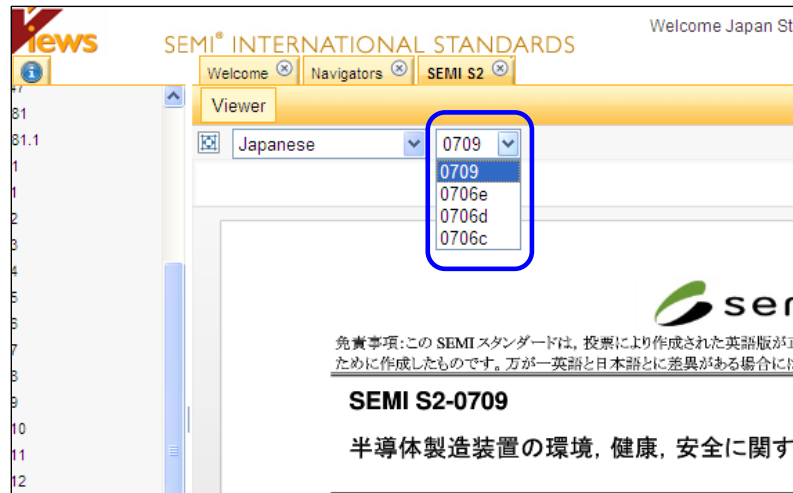 Views
SEMI® INTERNATIONAL STANDARDS
Welcome Japan St
Welcome Navigators SEMI S2
Viewer
Japanese 0709
0709
0706e
0706d
0706c
81
81.1
1
1
2
3
4
5
6
7
8
9
10
11
12
semi
免責事項:この SEMI スタンダードは, 投票により作成された英語版が
ために作成したものです。万が一英語と日本語とに差異がある場合に
SEMI S2-0709
半導体製造装置の環境, 健康, 安全に関す